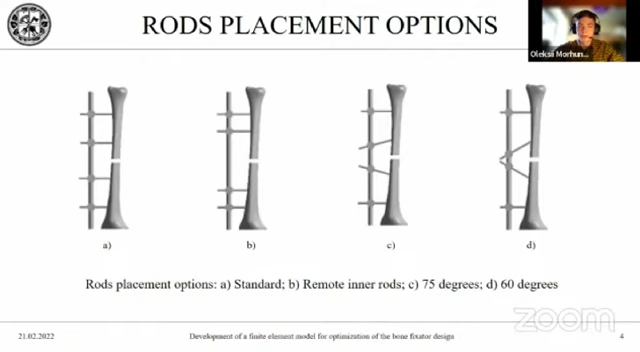 RODS PLACEMENT OPTIONS
Oleksii Morhun...
a)
b)
c)
d)
Rods placement options: a) Standard; b) Remote inner rods; c) 75 degrees; d) 60 degrees
zoom
21.02.2022
Development of a finite element model for optimization of the bone fixator design
4